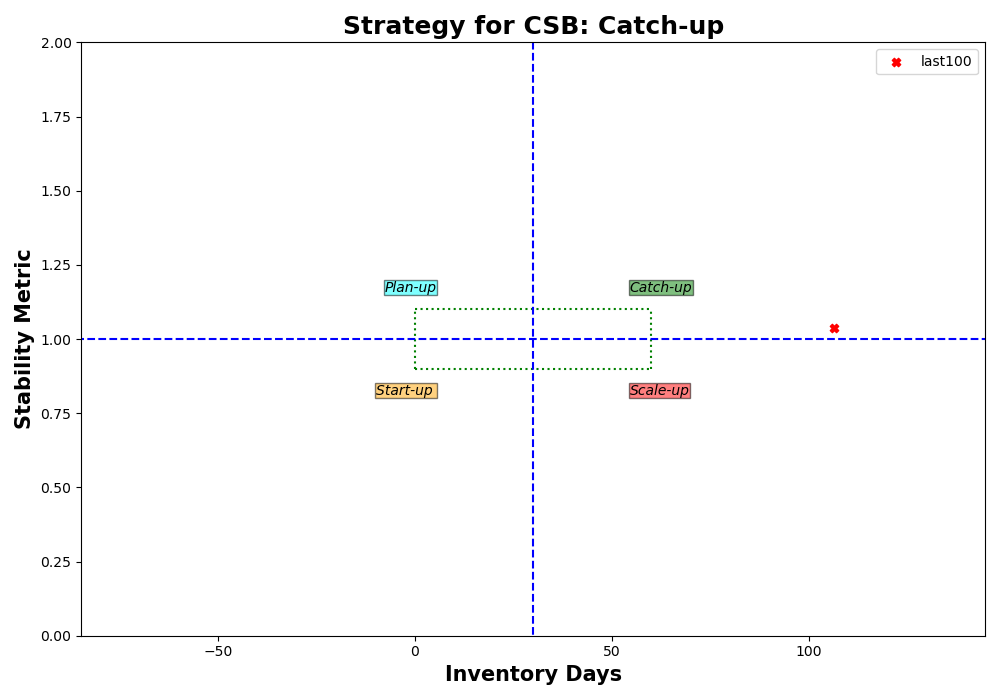 Strategy for CSB: Catch-up
last100
2.00
1.75
1.50
1.25
1.00
0.75
0.50
0.25
0.00
Stability Metric
Plan-up
Catch-up
Start-up
Scale-up
−50
0
50
100
Inventory Days